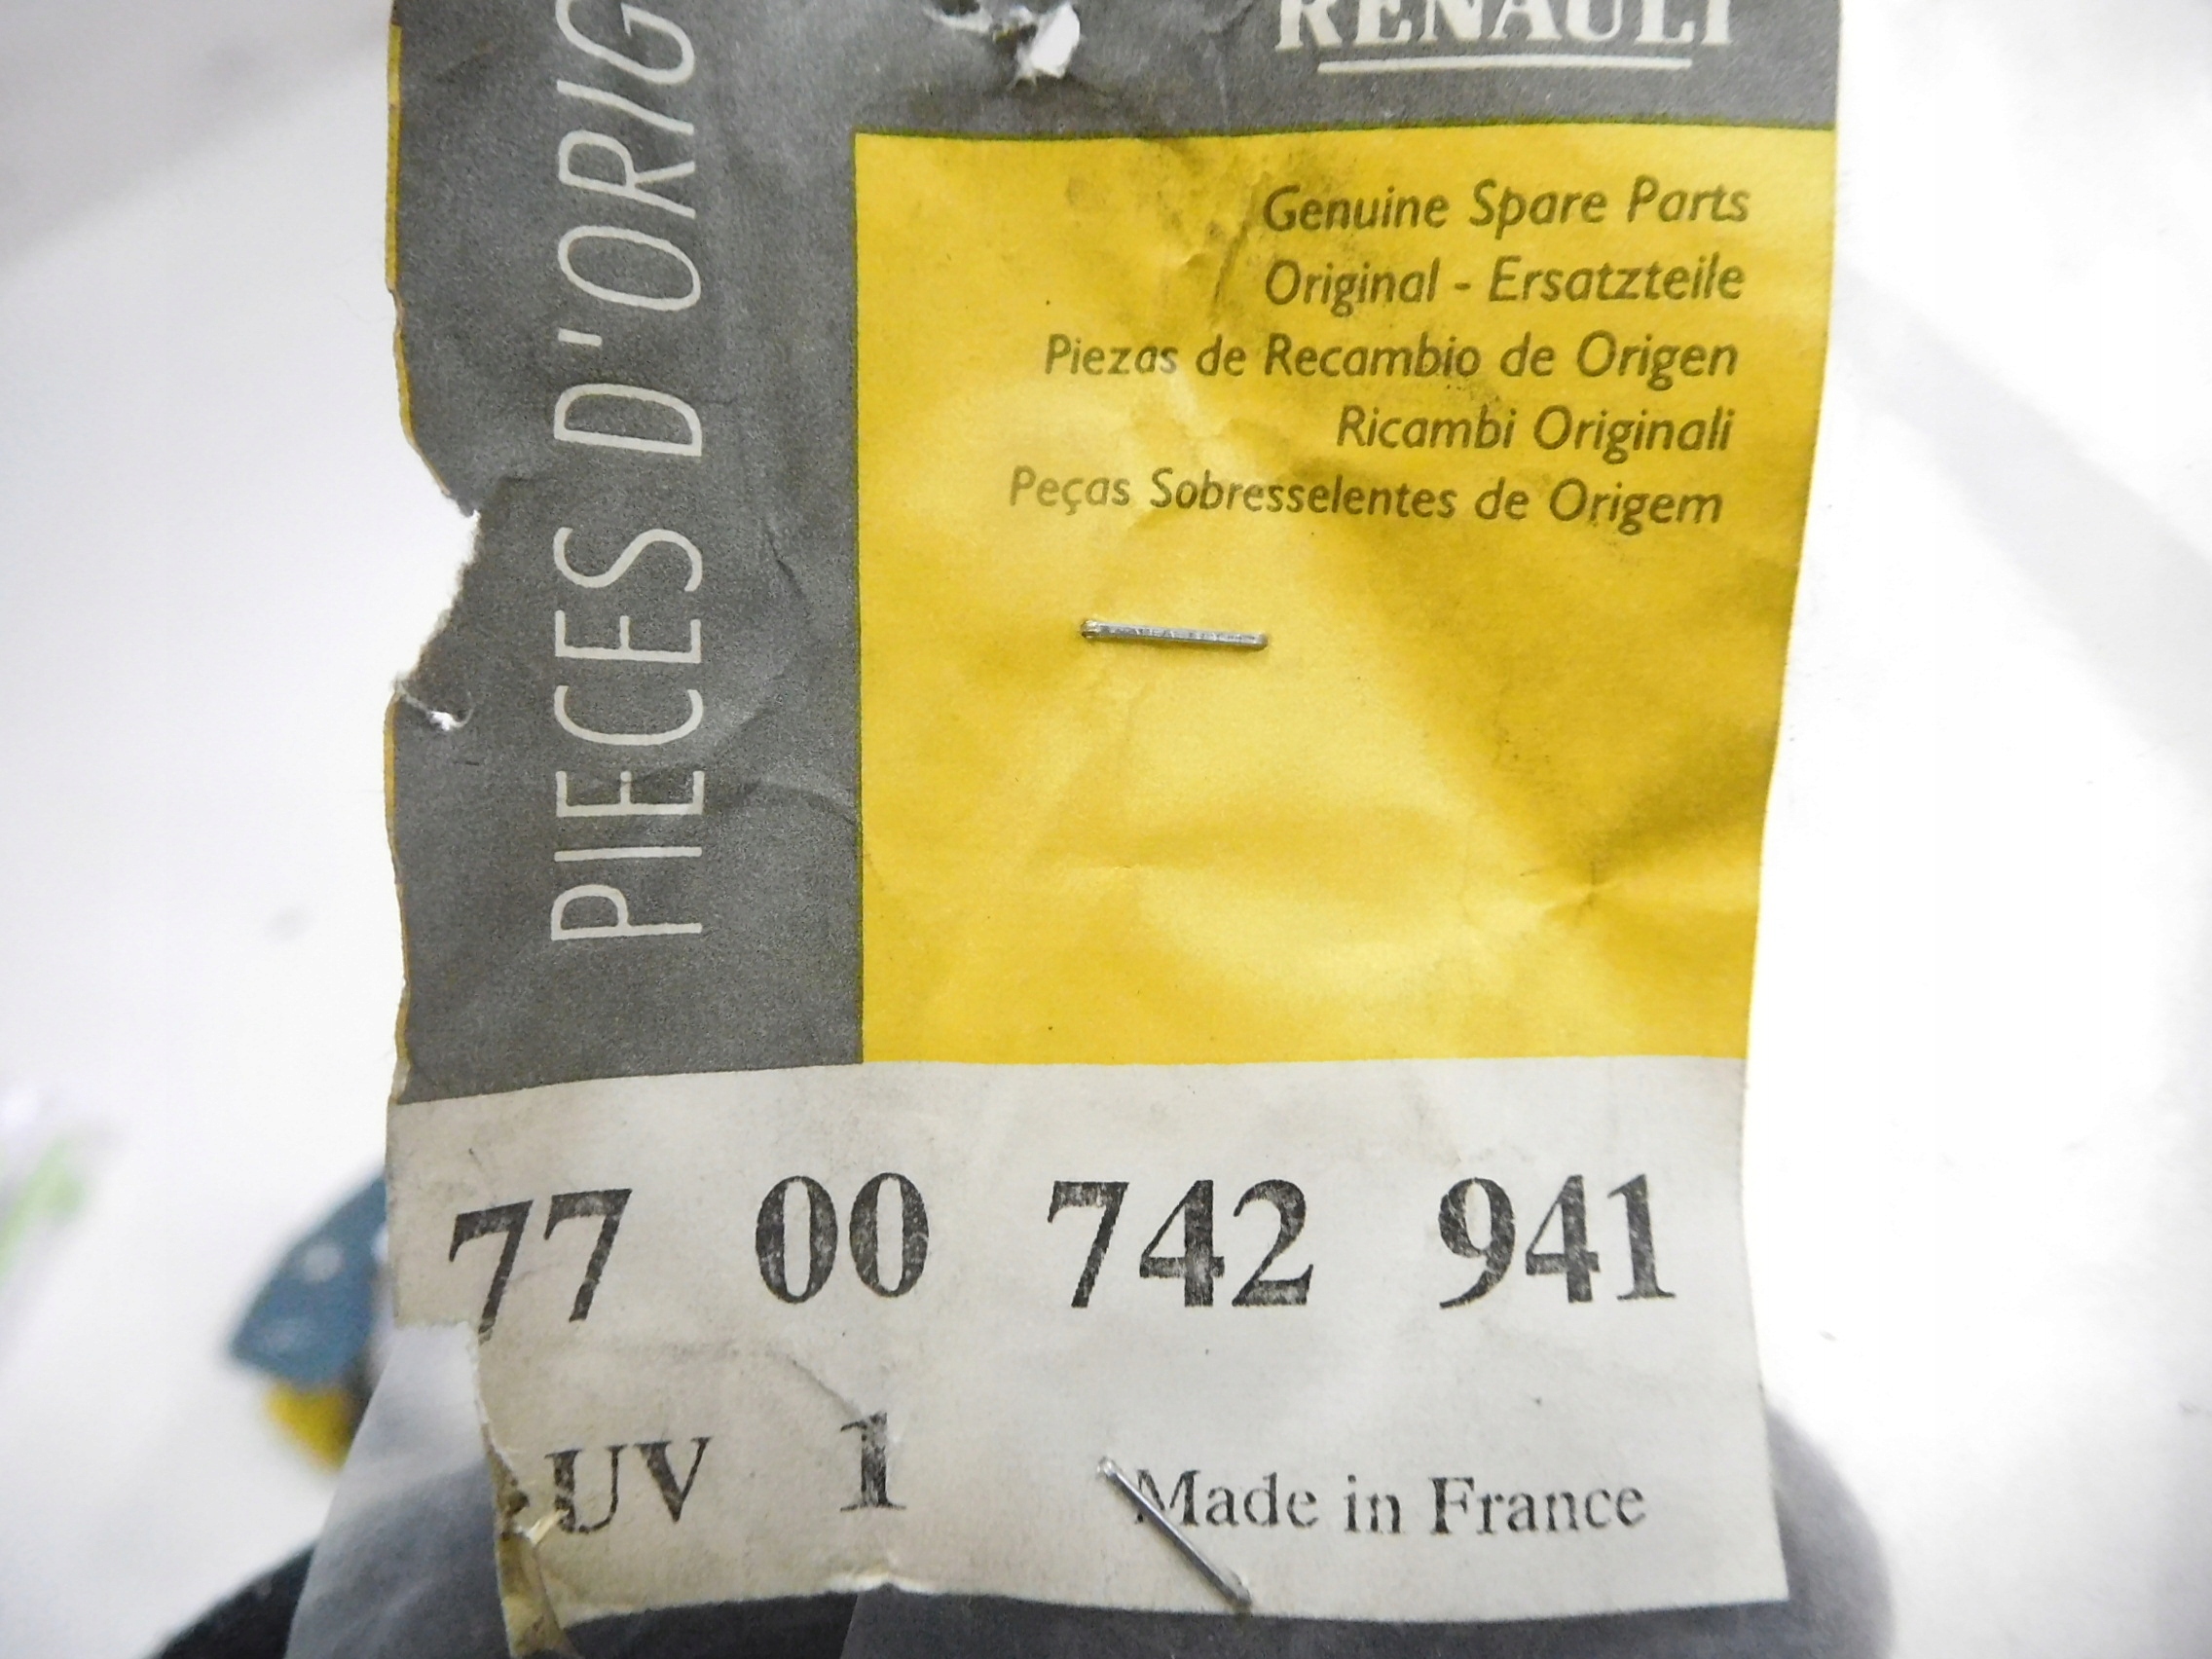 RENAULT
PIECES D'ORIG
Genuine Spare Parts
Original - Ersatzteile
Piezas de Recambio de Origen
Ricambi Originali
Peças Sobresselentes de Origem
77 00 742 941
UV 1 Made in France